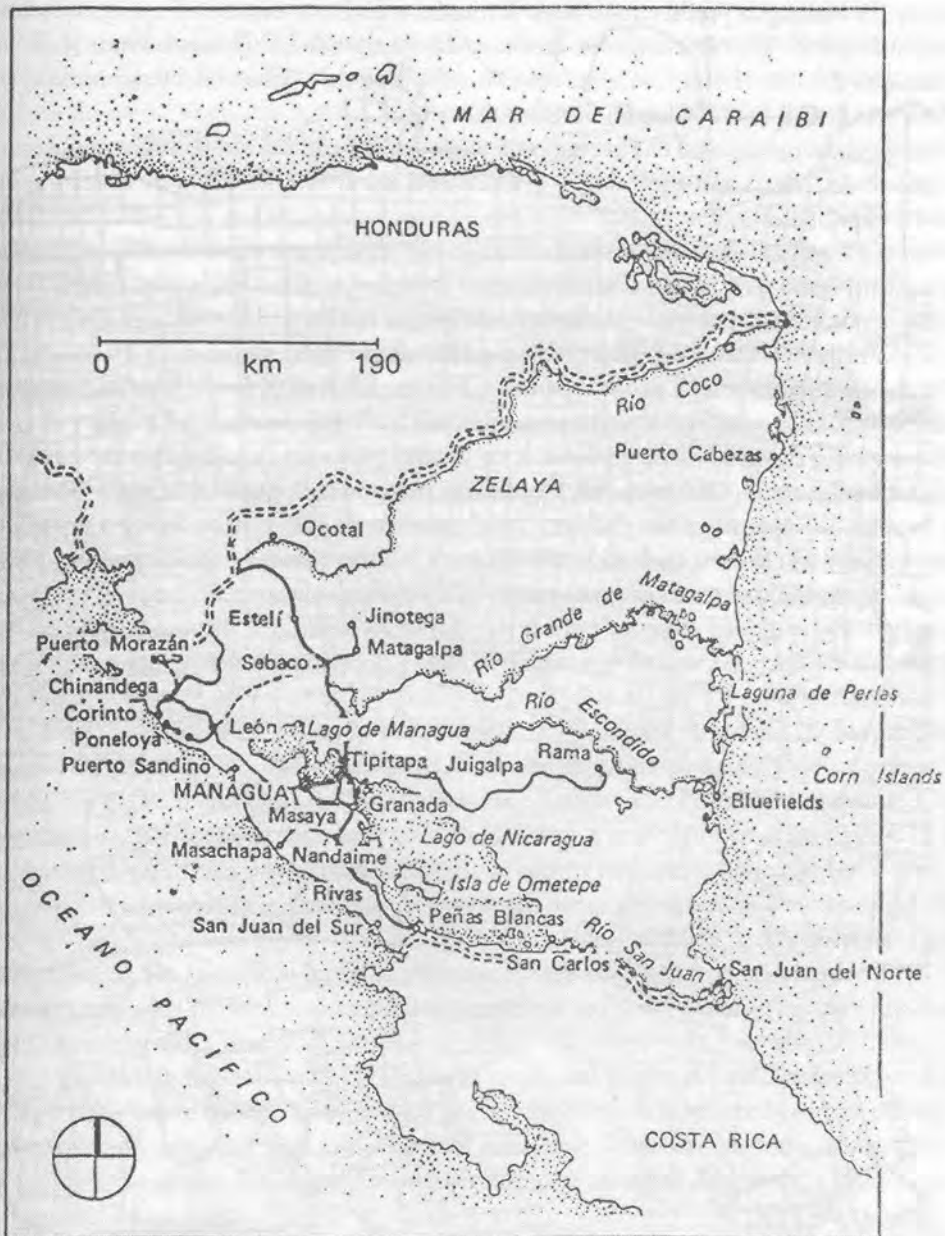 MAR DEI CARAIBI
HONDURAS
0 km 190
Río Coco
Puerto Cabezas
ZELAYA
Ocotal
Estelí
Jinotega
Matagalpa
Río Grande de Matagalpa
Puerto Morazán
Sebaco
Chinandega
Corinto
León
Lago de Managua
Río Escondido
Laguna de Perlas
Poneloya
Puerto Sandino
Tipitapa
Juigalpa
Rama
Corn Islands
MANAGUA
Granada
Bluefields
Masaya
Masachapa
Nandaime
Lago de Nicaragua
Rivas
Isla de Ometepe
Peñas Blancas
San Juan del Sur
San Carlos
Río San Juan
San Juan del Norte
OCEANO PACIFICO
COSTA RICA